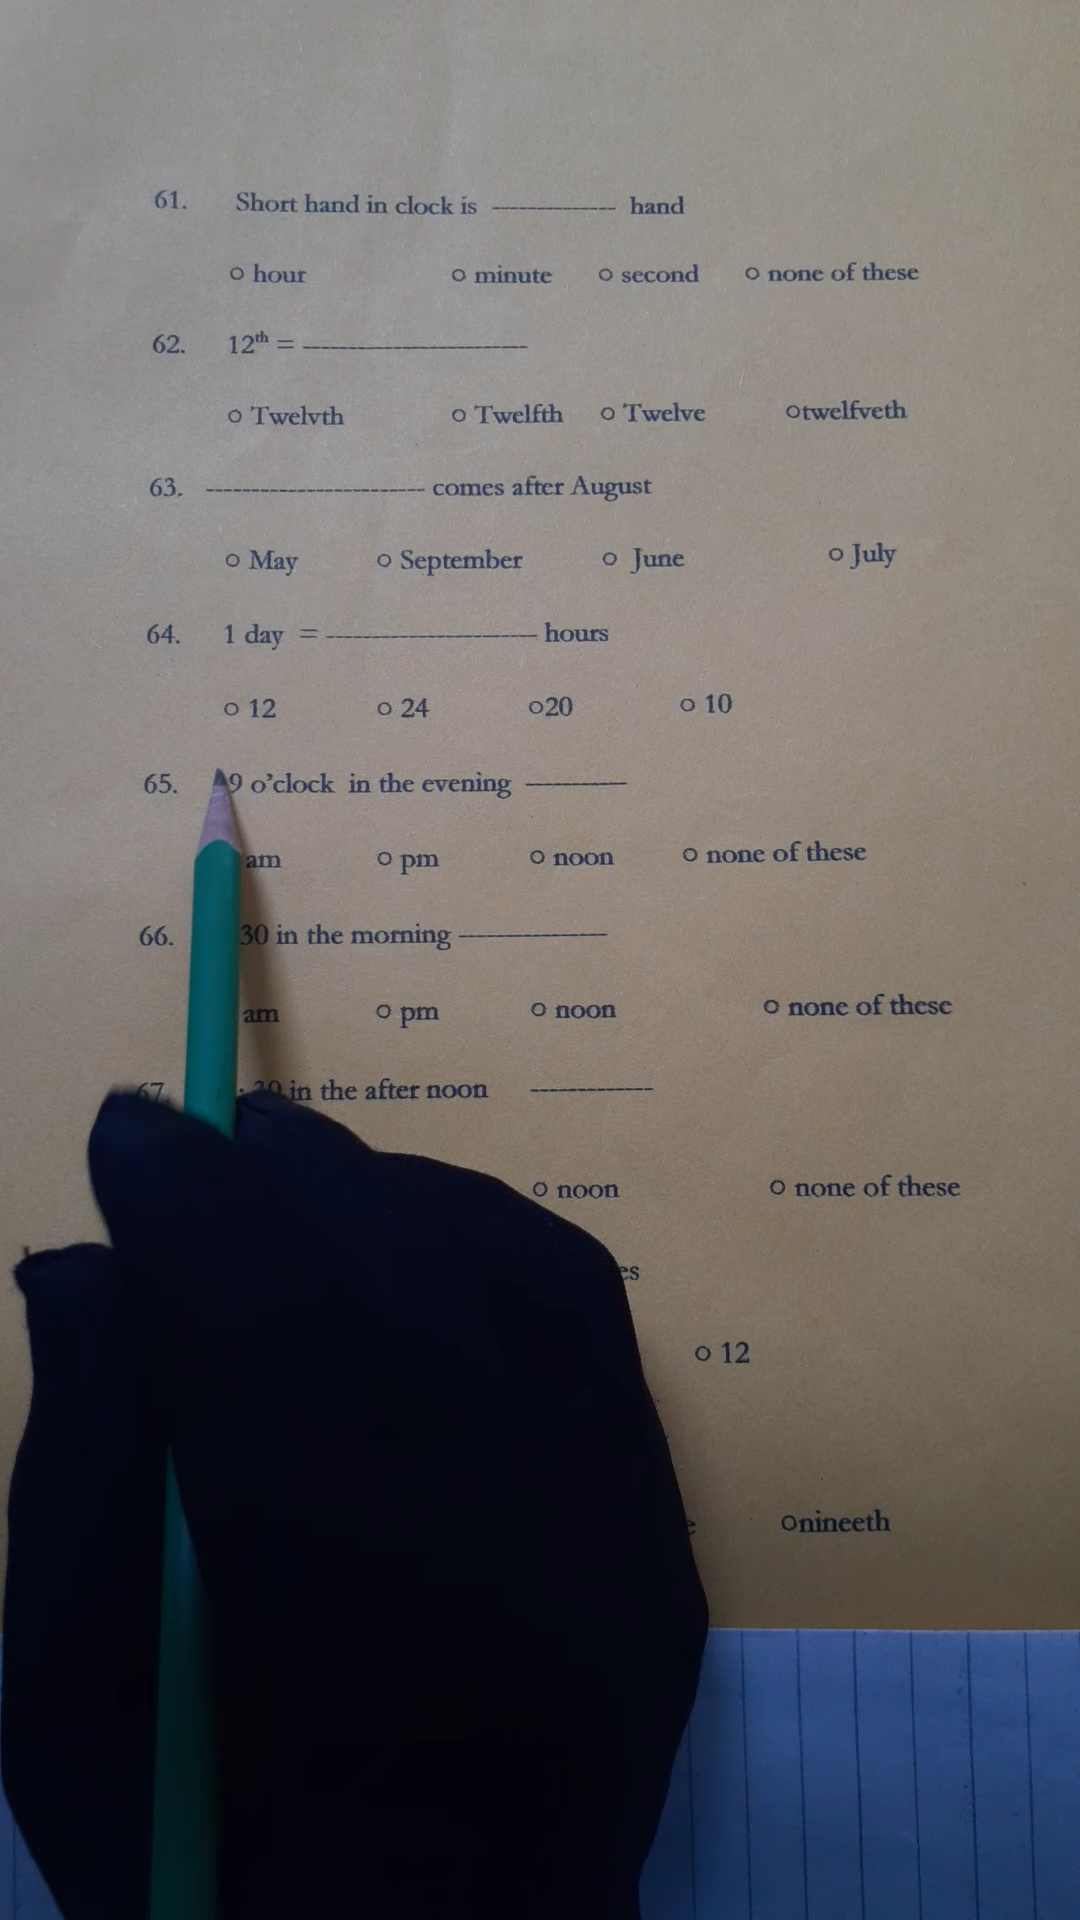 61. Short hand in clock is ------------- hand
o hour o minute o second o none of these
62. 12th = ------------------------
o Twelvth o Twelfth o Twelve otwelfveth
63. ------------------------ comes after August
o May o September o June o July
64. 1 day = ----------------------- hours
o 12 o 24 o20 o 10
65. 9 o’clock in the evening -----------
am o pm o noon o none of these
66. 30 in the morning ----------------
am o pm o noon o none of these
67. in the after noon -------------
o noon o none of these
o 12
onineeth